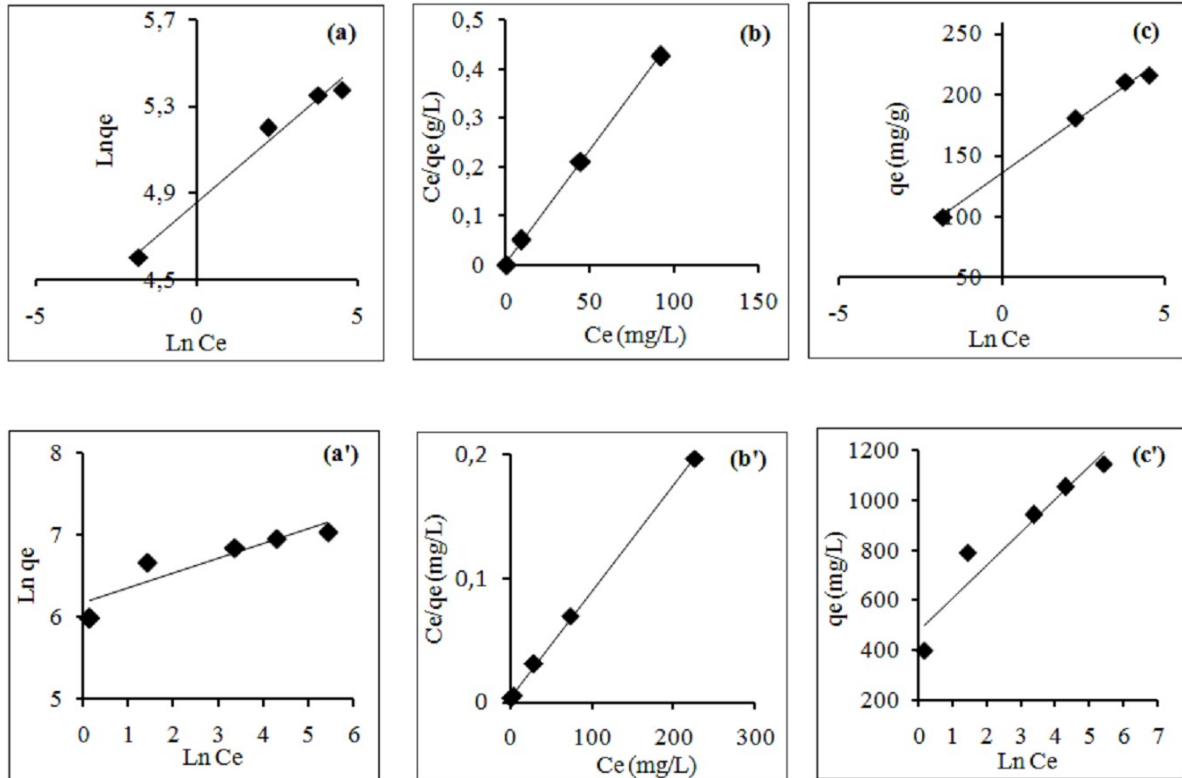 (a)
5,7
5,3
4,9
4,5
-5 0 5
Lnqe
Ln Ce
(b)
0,5
0,4
0,3
0,2
0,1
0
0 50 100 150
Ce/qe (g/L)
Ce (mg/L)
(c)
250
200
150
100
50
-5 0 5
qe (mg/g)
Ln Ce
(a')
8
7
6
5
0 1 2 3 4 5 6
Ln qe
Ln Ce
(b')
0,2
0,1
0
0 100 200 300
Ce/qe (mg/L)
Ce (mg/L)
(c')
1200
1000
800
600
400
200
0 1 2 3 4 5 6 7
qe (mg/L)
Ln Ce